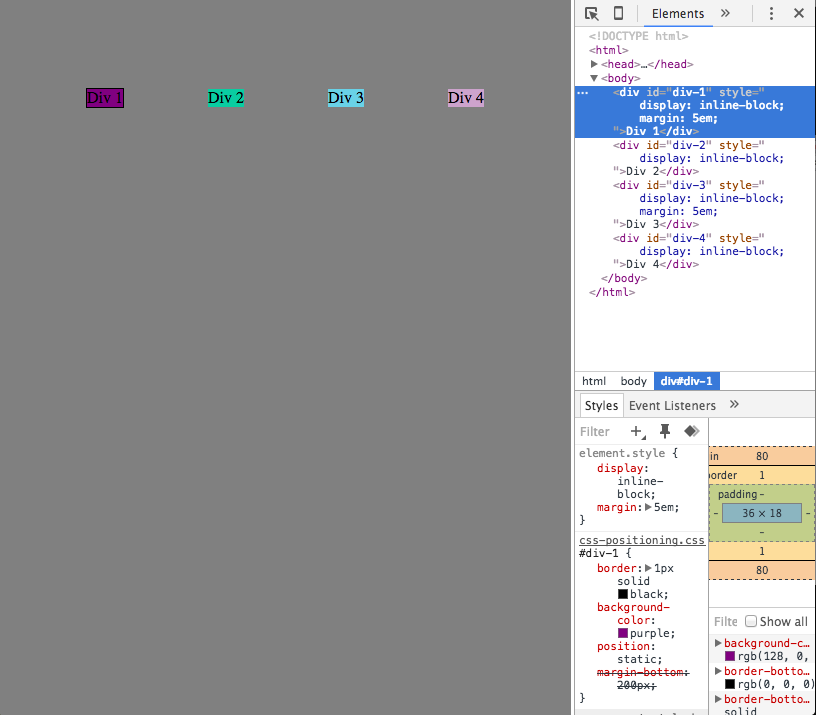 Div 1 Div 2 Div 3 Div 4
Elements »
<!DOCTYPE html>
<html>
▶<head>…</head>
▼<body>
… <div id="div-1" style="
display: inline-block;
margin: 5em;
">Div 1</div>
<div id="div-2" style="
display: inline-block;
">Div 2</div>
<div id="div-3" style="
display: inline-block;
margin: 5em;
">Div 3</div>
<div id="div-4" style="
display: inline-block;
">Div 4</div>
</body>
</html>
html body div#div-1
Styles Event Listeners »
Filter
element.style {
display:
inline-
block;
margin:▶5em;
}
css-positioning.css
#div-1 {
border:▶1px
solid
black;
background-
color:
purple;
position:
static;
margin-bottom:
200px;
}
in 80
order 1
padding -
- 36 × 18 -
-
1
80
Filte Show all
▶background-c…
rgb(128, 0,
▶border-botto…
rgb(0, 0, 0)
▶border-botto…
solid